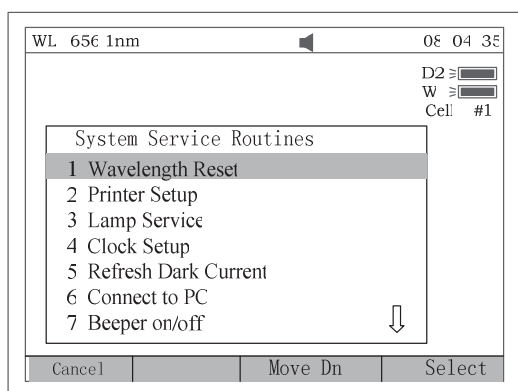 WL 656 1nm 08 04 35
D2
W
Cell #1
System Service Routines
1 Wavelength Reset
2 Printer Setup
3 Lamp Service
4 Clock Setup
5 Refresh Dark Current
6 Connect to PC
7 Beeper on/off
Cancel Move Dn Select